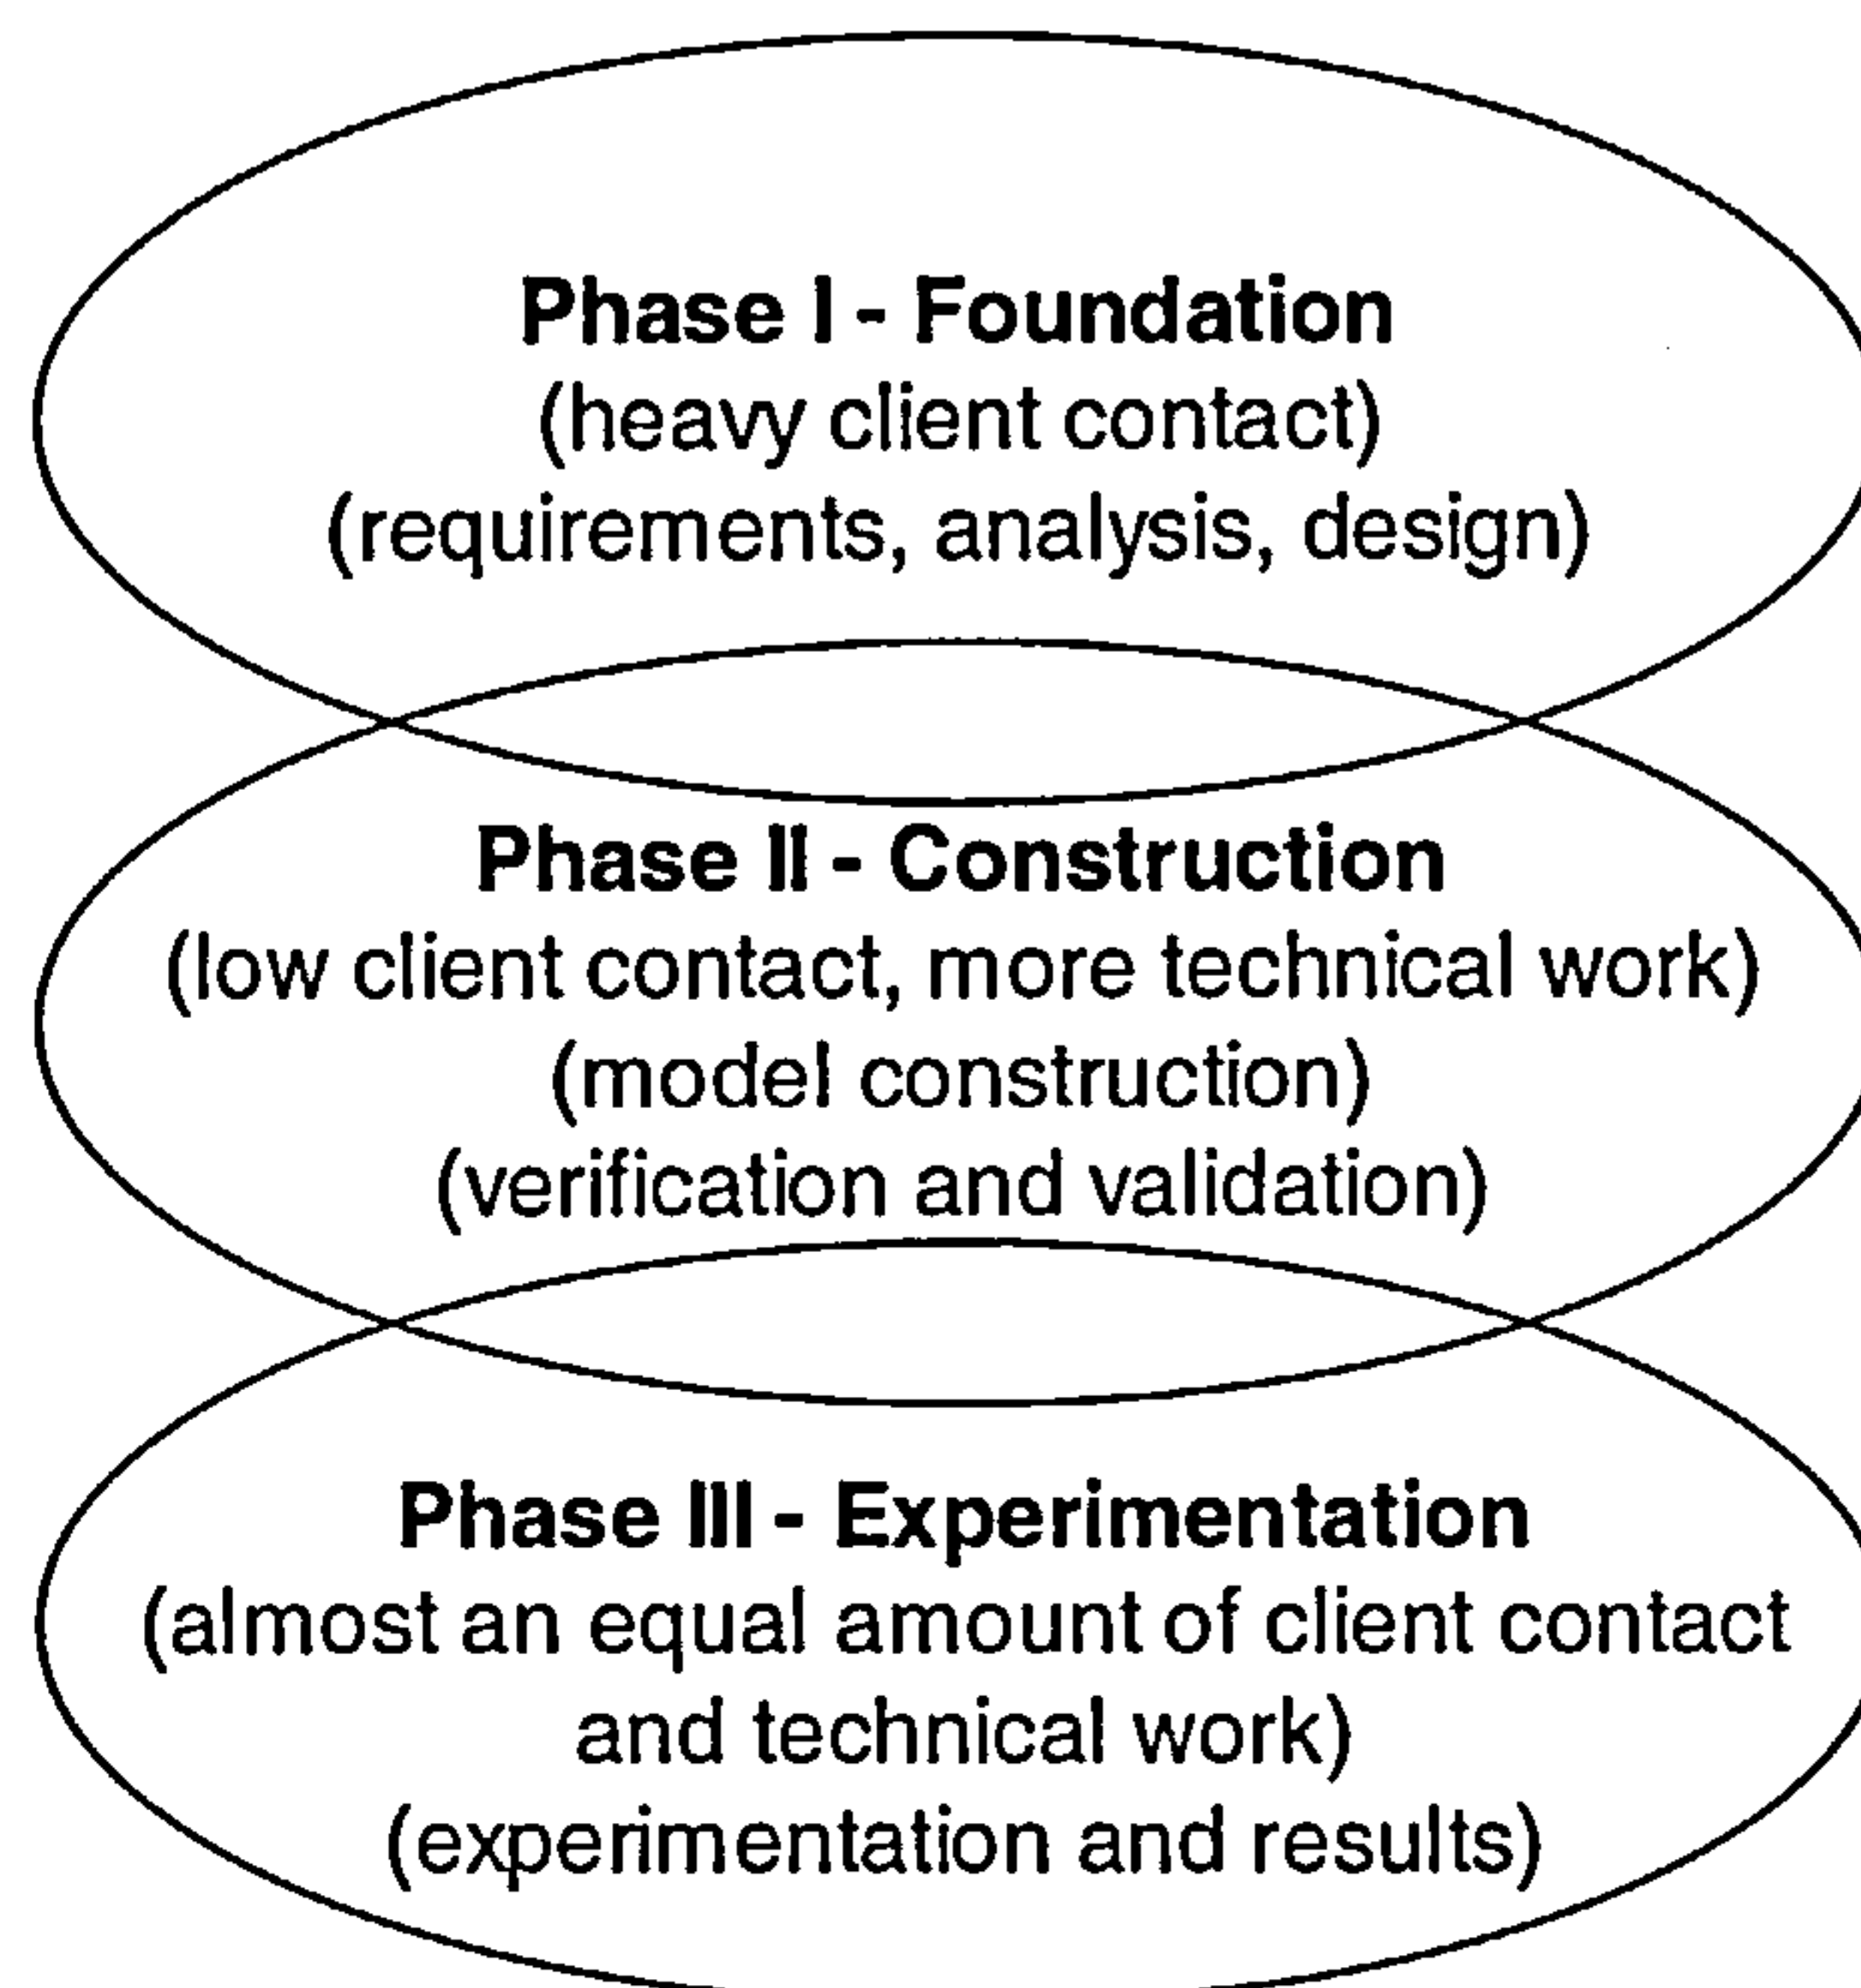 Phase I - Foundation
(heavy client contact)
(requirements, analysis, design)
Phase II - Construction
(low client contact, more technical work)
(model construction)
(verification and validation)
Phase III - Experimentation
(almost an equal amount of client contact
and technical work)
(experimentation and results)